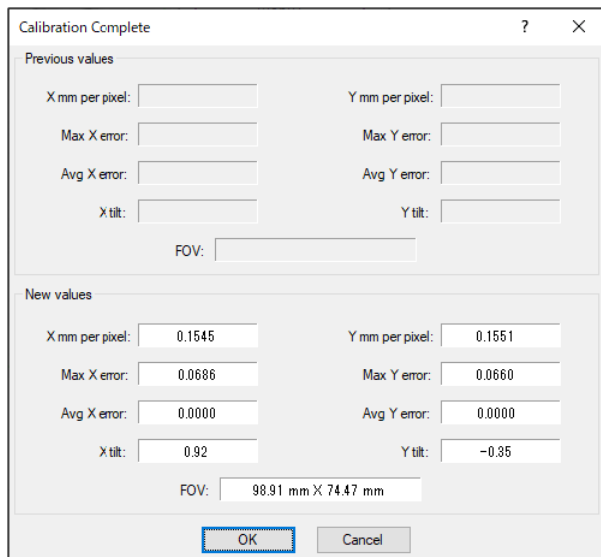 Calibration Complete ? ×
Previous values
X mm per pixel: Y mm per pixel:
Max X error: Max Y error:
Avg X error: Avg Y error:
X tilt: Y tilt:
FOV:
New values
X mm per pixel: 0.1545 Y mm per pixel: 0.1551
Max X error: 0.0686 Max Y error: 0.0660
Avg X error: 0.0000 Avg Y error: 0.0000
X tilt: 0.92 Y tilt: -0.35
FOV: 98.91 mm X 74.47 mm
OK Cancel